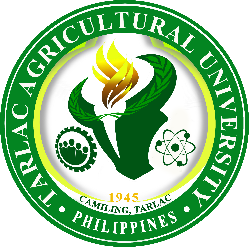 TARLAC AGRICULTURAL UNIVERSITY
1945
CAMILING, TARLAC
• PHILIPPINES •